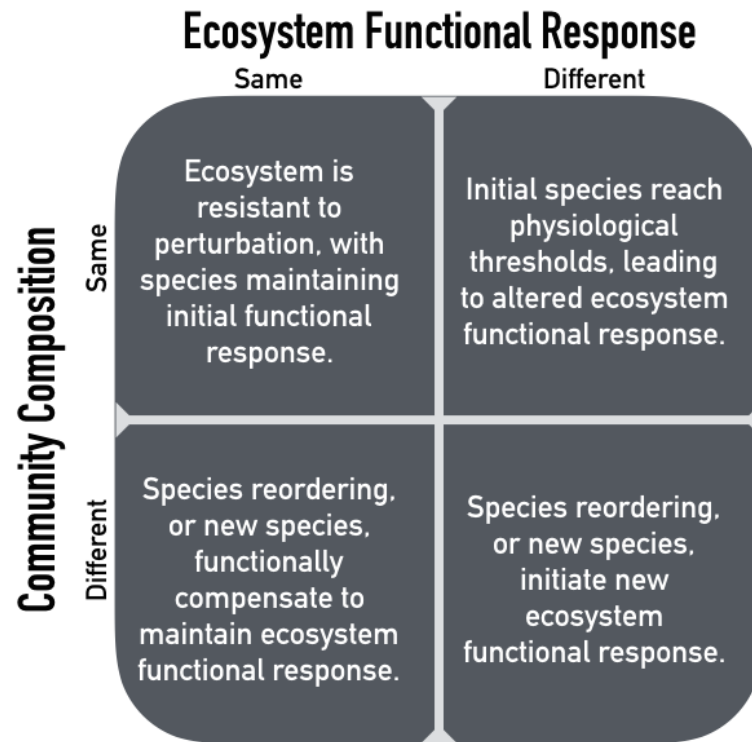 Ecosystem Functional Response
Same
Different
Community Composition
Same
Ecosystem is
resistant to
perturbation, with
species maintaining
initial functional
response.
Initial species reach
physiological
thresholds, leading
to altered ecosystem
functional response.
Different
Species reordering,
or new species,
functionally
compensate to
maintain ecosystem
functional response.
Species reordering,
or new species,
initiate new
ecosystem
functional response.